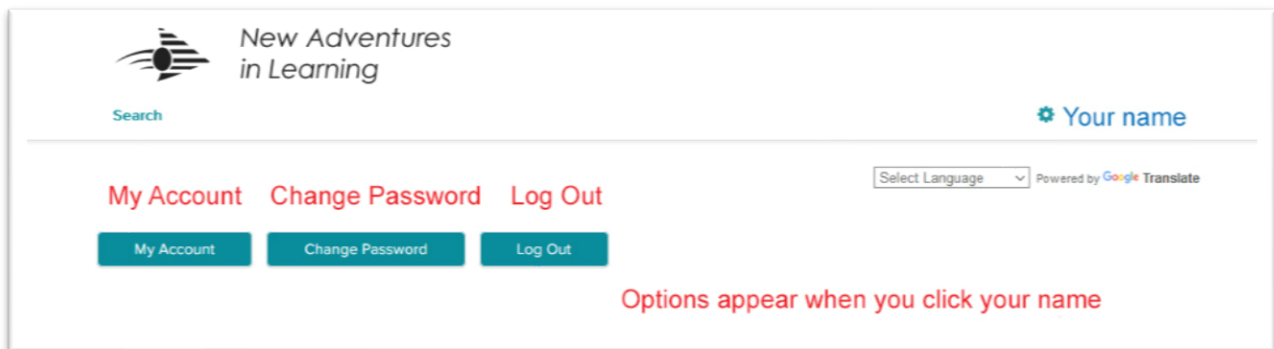 New Adventures
in Learning
Search
Your name
Select Language
Powered by Google Translate
My Account Change Password Log Out
My Account Change Password Log Out
Options appear when you click your name